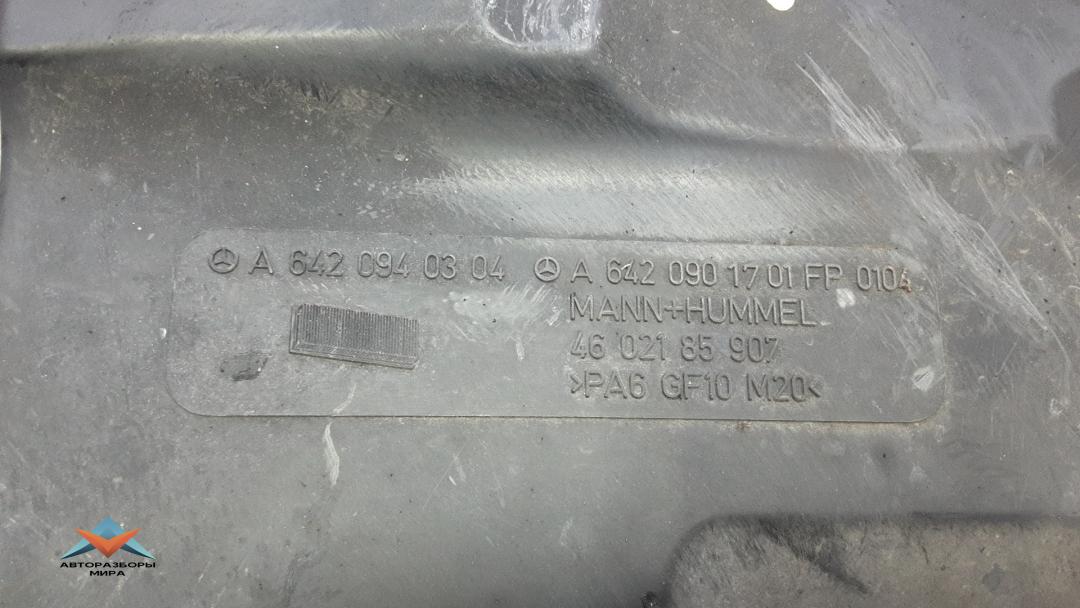 A 642 094 03 04
A 642 090 17 01 FP 0104
MANN+HUMMEL
46 021 85 907
>PA6 GF10 M20<
АВТОРАЗБОРЫ
МИРА